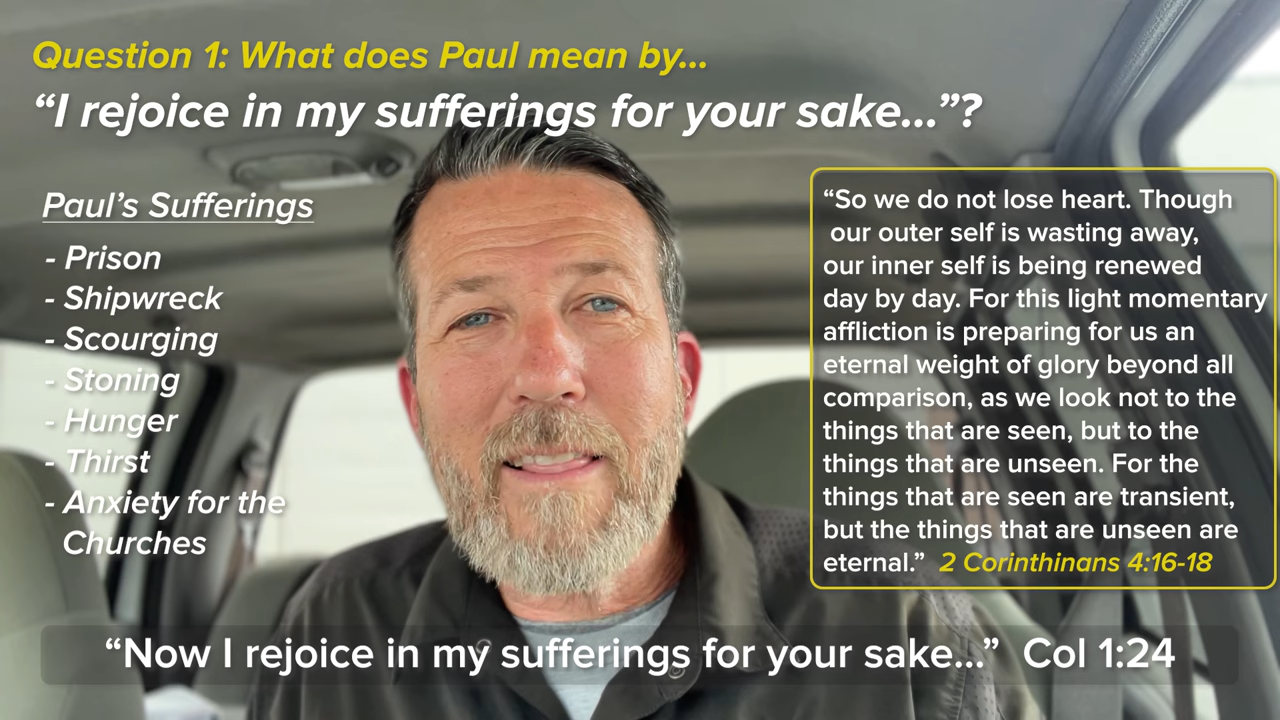 Question 1: What does Paul mean by...
“I rejoice in my sufferings for your sake...”?
Paul’s Sufferings
- Prison
- Shipwreck
- Scourging
- Stoning
- Hunger
- Thirst
- Anxiety for the
Churches
“So we do not lose heart. Though
our outer self is wasting away,
our inner self is being renewed
day by day. For this light momentary
affliction is preparing for us an
eternal weight of glory beyond all
comparison, as we look not to the
things that are seen, but to the
things that are unseen. For the
things that are seen are transient,
but the things that are unseen are
eternal.” 2 Corinthinans 4:16-18
“Now I rejoice in my sufferings for your sake...” Col 1:24